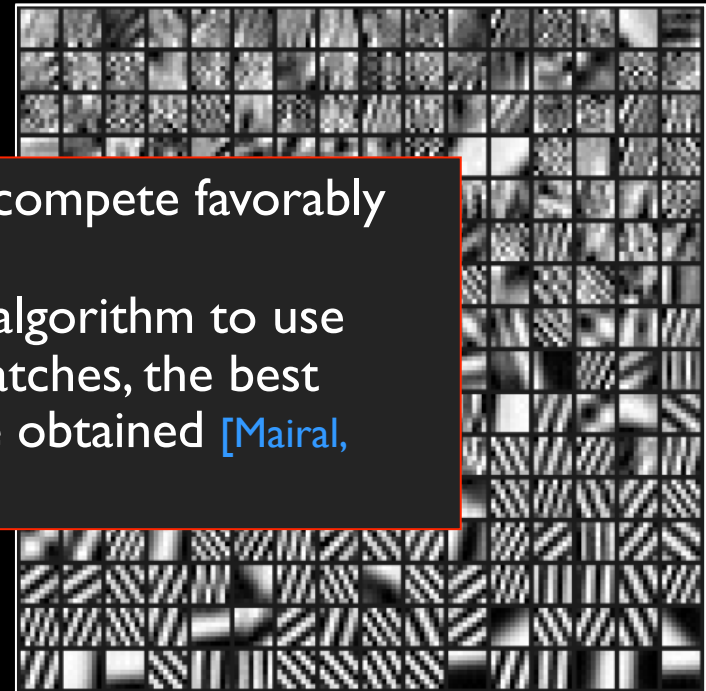 compete favorably
algorithm to use
atches, the best
obtained [Mairal,